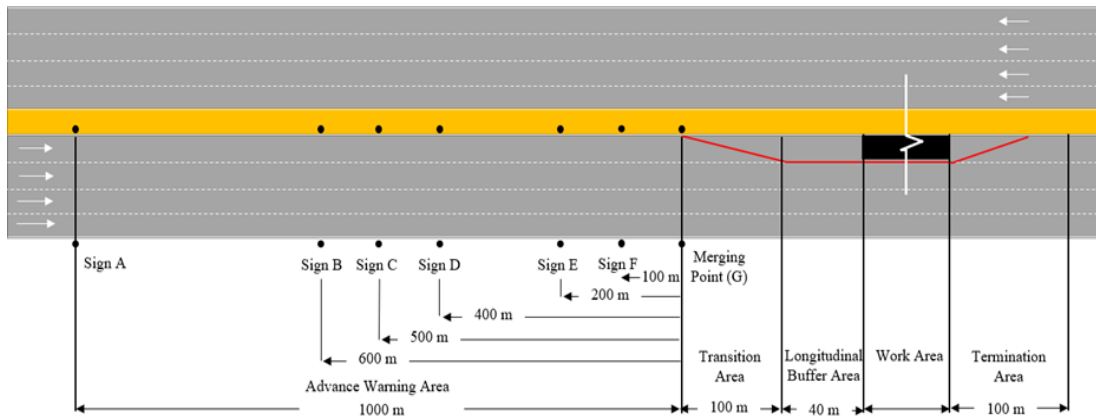 Sign A
Sign B
Sign C
Sign D
Sign E
Sign F
Merging
Point (G)
100 m
200 m
400 m
500 m
600 m
Advance Warning Area
1000 m
Transition
Area
100 m
Longitudinal
Buffer Area
40 m
Work Area
Termination
Area
100 m